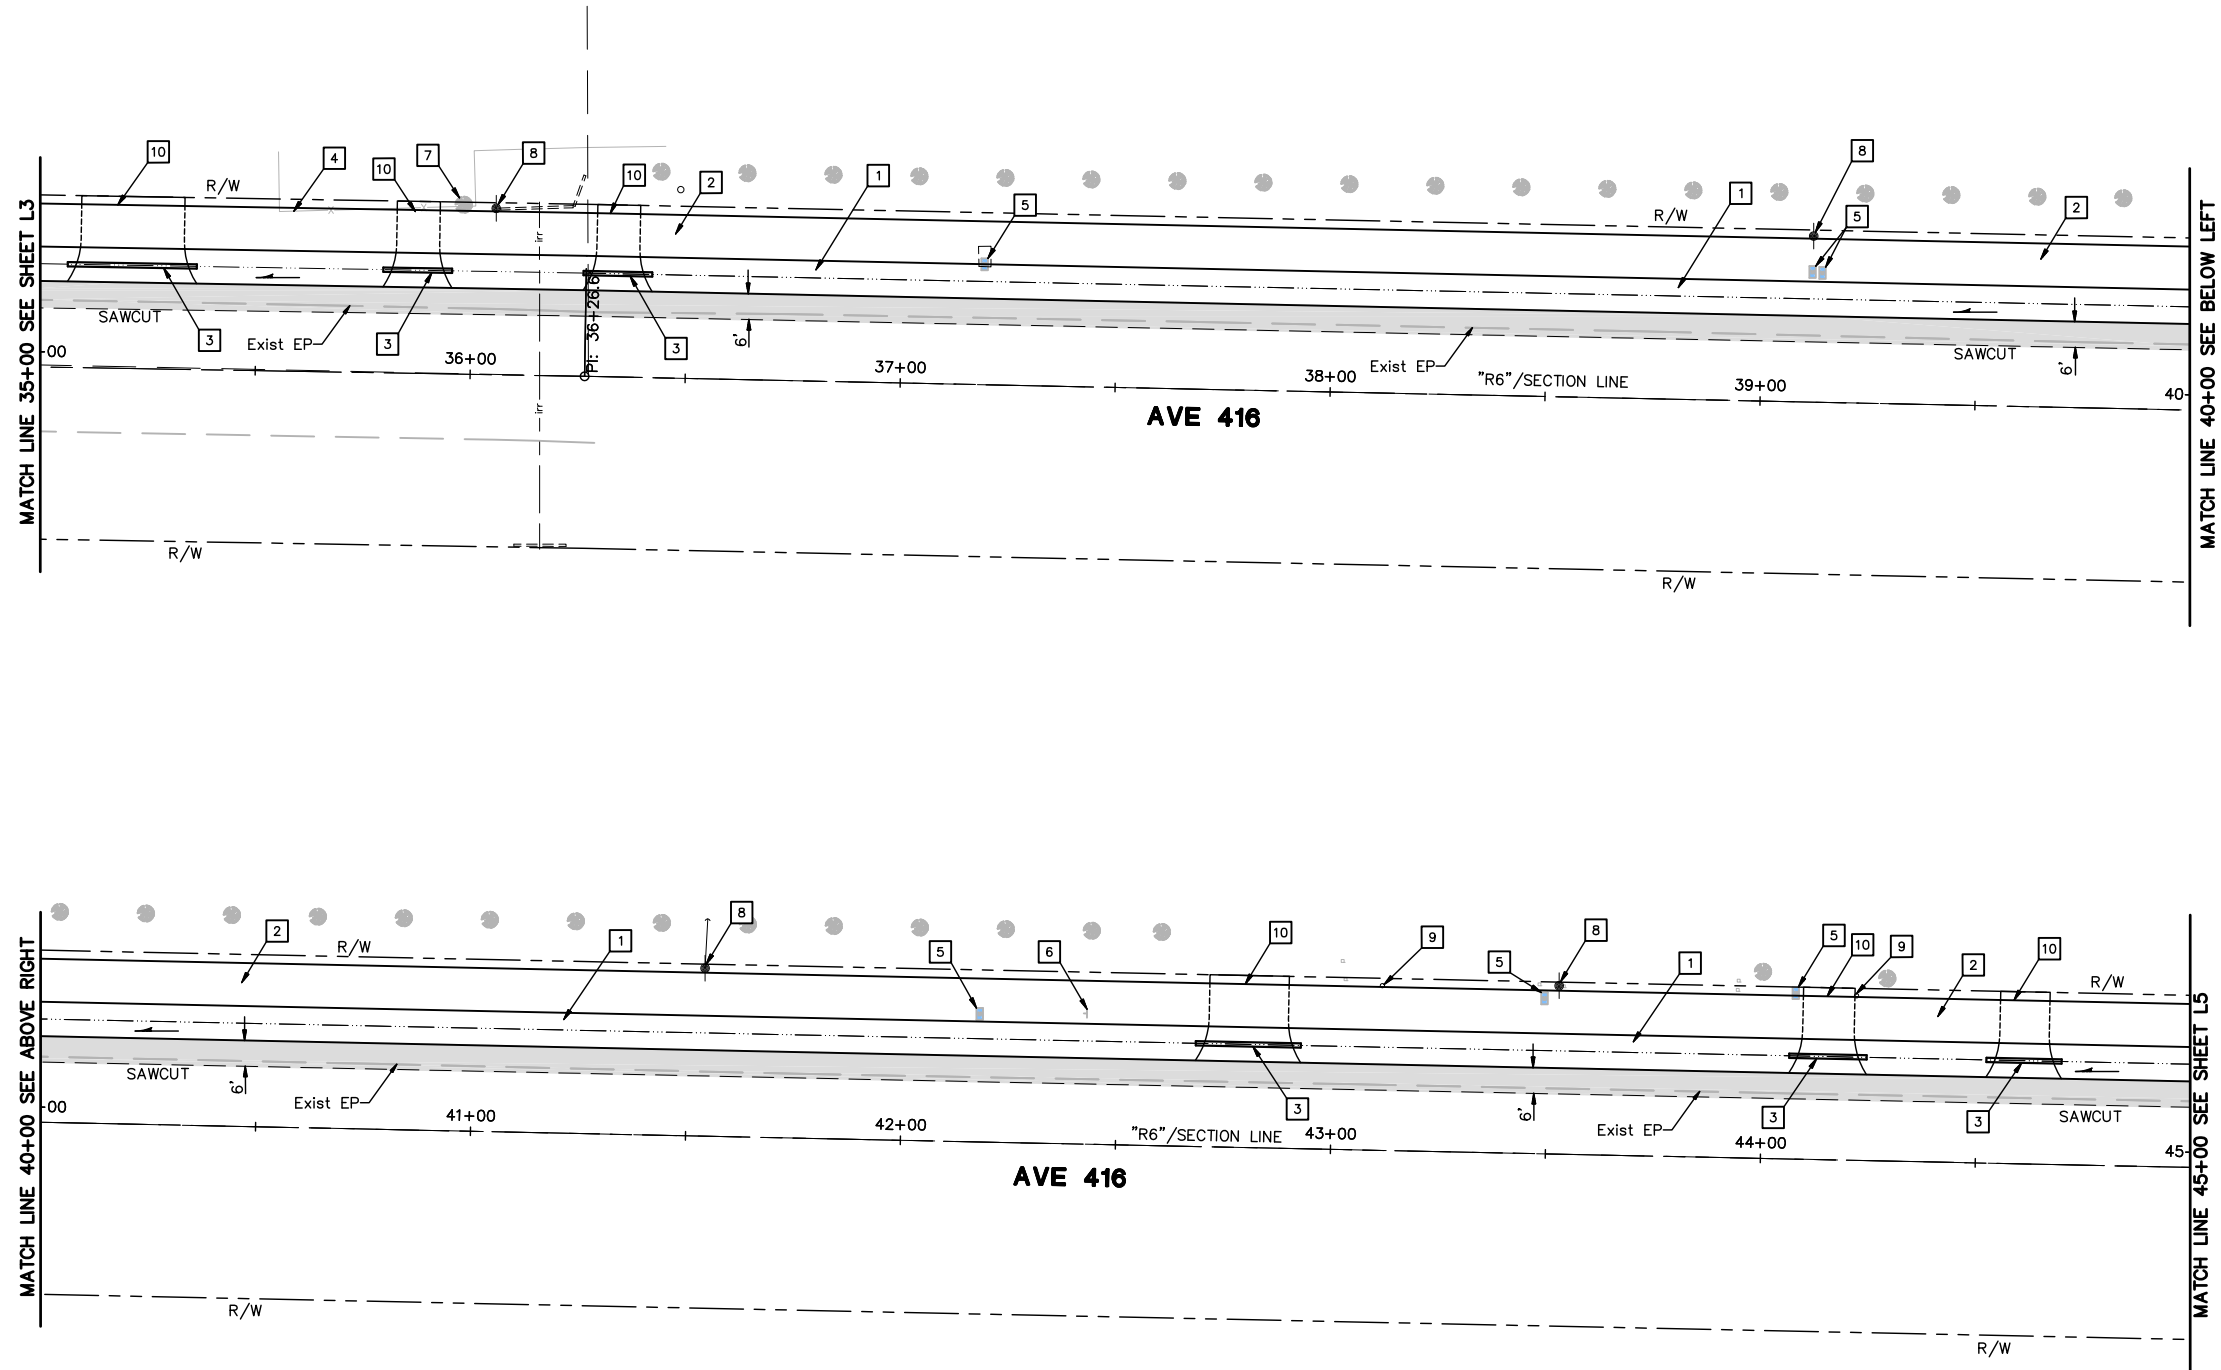 10
4
10
7
8
10
2
1
5
R/W
R/W
1
5
8
2
MATCH LINE 35+00 SEE SHEET L3
MATCH LINE 40+00 SEE BELOW LEFT
irr
SAWCUT
Exist EP
3
3
3
PI: 36+26.6
6'
6'
SAWCUT
Exist EP
00
36+00
37+00
38+00
"R6"/SECTION LINE
39+00
40
AVE 416
irr
R/W
R/W
2
R/W
1
8
5
6
10
9
5
8
1
5
10
9
2
10
R/W
MATCH LINE 40+00 SEE ABOVE RIGHT
MATCH LINE 45+00 SEE SHEET L5
SAWCUT
6'
Exist EP
3
6'
Exist EP
3
3
SAWCUT
00
41+00
42+00
"R6"/SECTION LINE
43+00
44+00
45
AVE 416
R/W
R/W